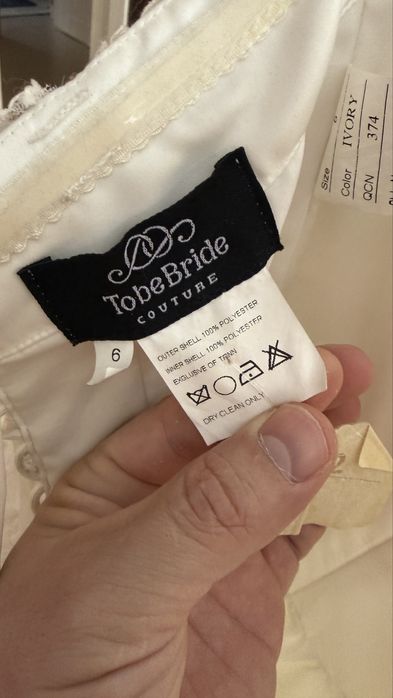 TobeBride
COUTURE
6
OUTER SHELL 100% POLYESTER
INNER SHELL 100% POLYESTER
EXCLUSIVE OF TRIMN
DRY CLEAN ONLY
Size
Color IVORY
QCN 374